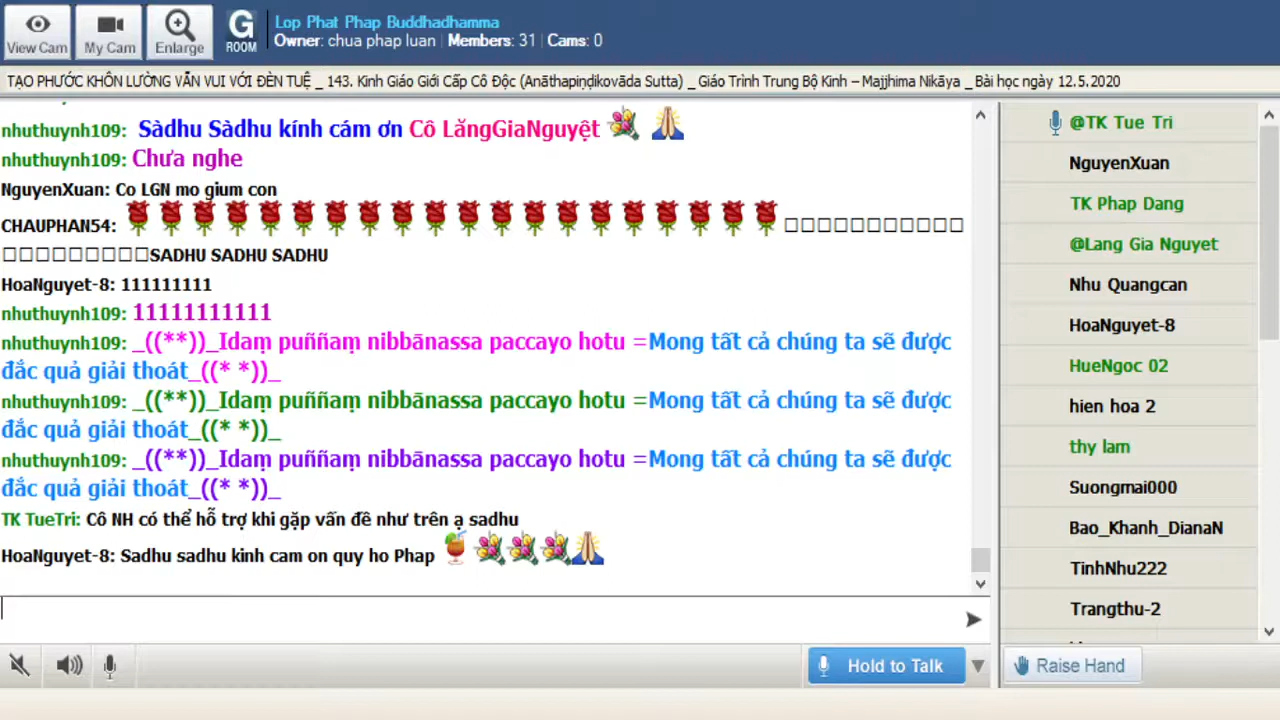 View Cam
My Cam
Enlarge
G
ROOM
Lop Phat Phap Buddhadhamma
Owner: chua phap luan | Members: 31 | Cams: 0
TẠO PHƯỚC KHÔN LƯỜNG VẪN VUI VỚI ĐÈN TUỆ _ 143. Kinh Giáo Giới Cấp Cô Độc (Anāthapiṇḍikovāda Sutta) _ Giáo Trình Trung Bộ Kinh – Majjhima Nikāya _ Bài học ngày 12.5.2020
nhuthuynh109: Sàdhu Sàdhu kính cám ơn Cô LăngGiaNguyệt
nhuthuynh109: Chưa nghe
NguyenXuan: Co LGN mo gium con
CHAUPHAN54:
SADHU SADHU SADHU
HoaNguyet-8: 111111111
nhuthuynh109: 11111111111
nhuthuynh109: _((**))_Idaṃ puññaṃ nibbānassa paccayo hotu =Mong tất cả chúng ta sẽ được
đắc quả giải thoát_((* *))_
nhuthuynh109: _((**))_Idaṃ puññaṃ nibbānassa paccayo hotu =Mong tất cả chúng ta sẽ được
đắc quả giải thoát_((* *))_
nhuthuynh109: _((**))_Idaṃ puññaṃ nibbānassa paccayo hotu =Mong tất cả chúng ta sẽ được
đắc quả giải thoát_((* *))_
TK TueTri: Cô NH có thể hỗ trợ khi gặp vấn đề như trên ạ sadhu
HoaNguyet-8: Sadhu sadhu kinh cam on quy ho Phap
Hold to Talk
@TK Tue Tri
NguyenXuan
TK Phap Dang
@Lang Gia Nguyet
Nhu Quangcan
HoaNguyet-8
HueNgoc 02
hien hoa 2
thy lam
Suongmai000
Bao_Khanh_DianaN
TinhNhu222
Trangthu-2
Raise Hand